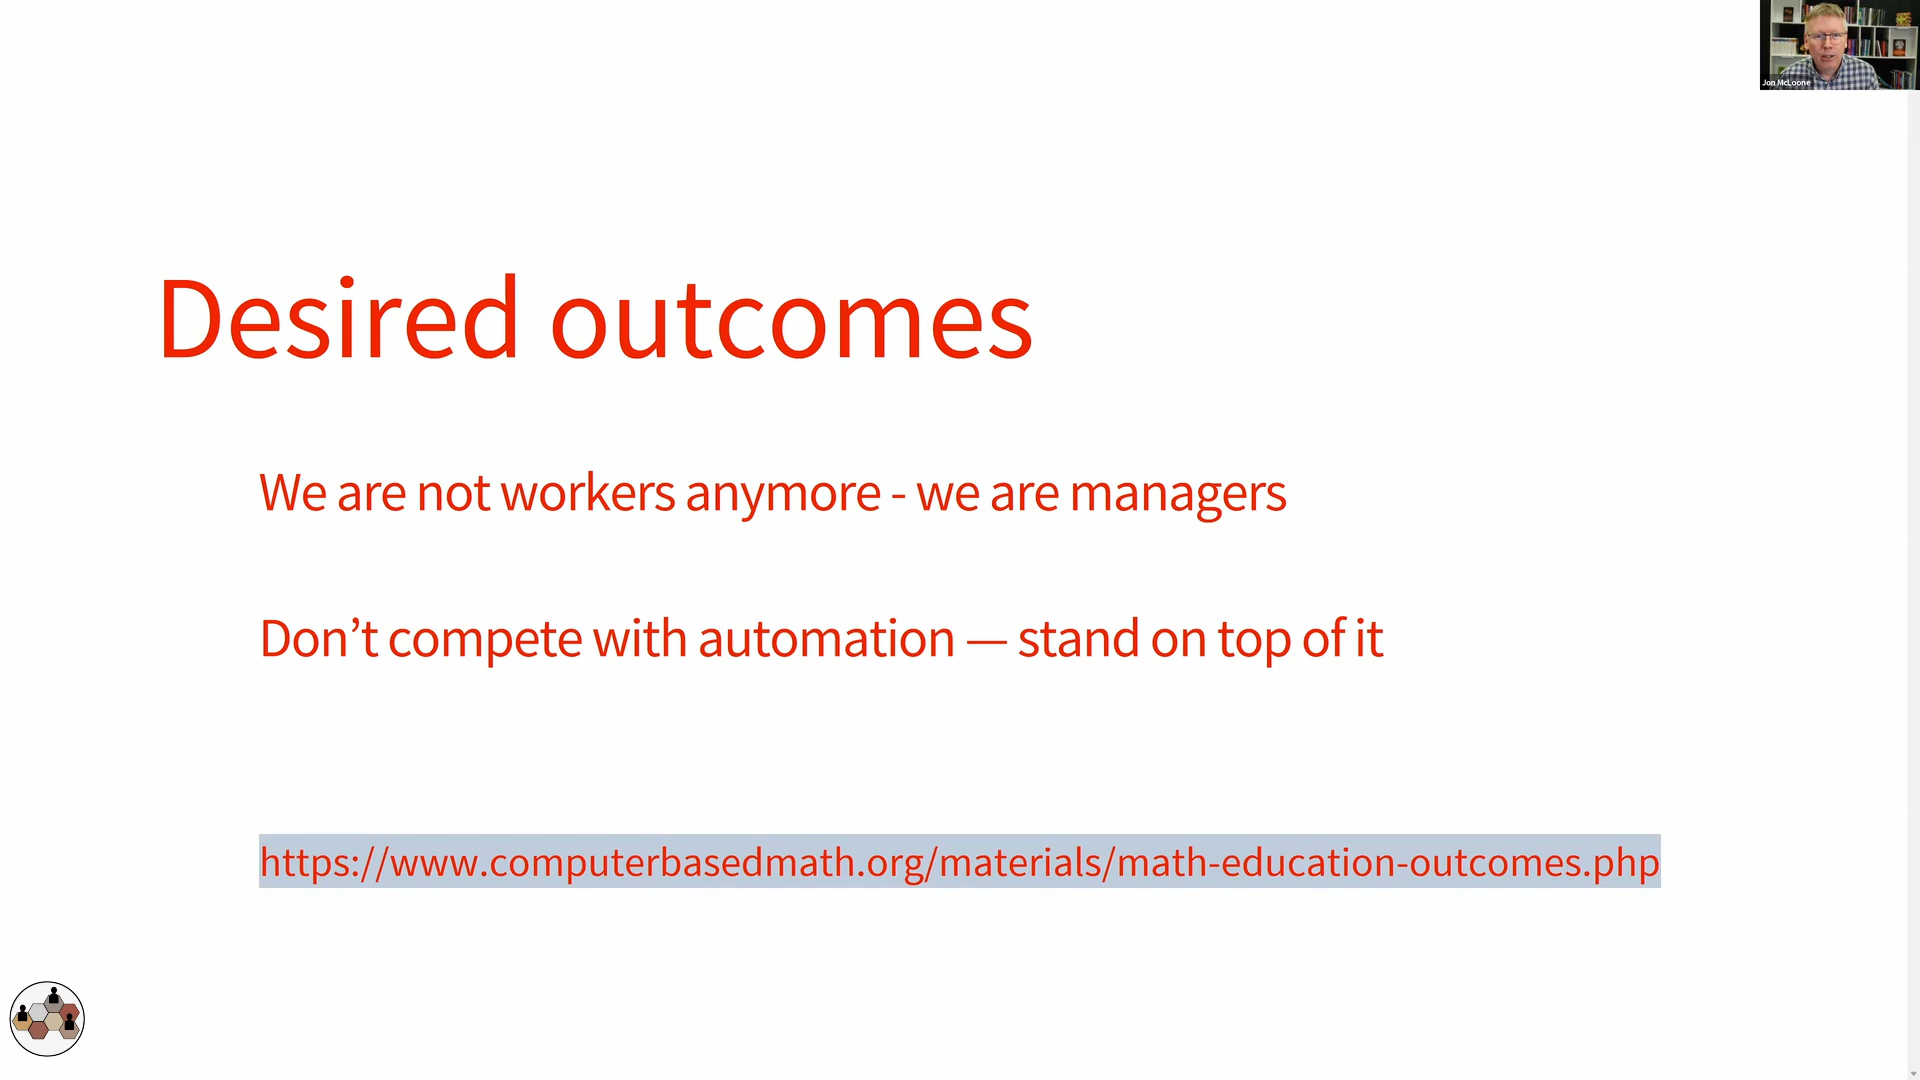 Jon McLoone
Desired outcomes
We are not workers anymore - we are managers
Don’t compete with automation — stand on top of it
https://www.computerbasedmath.org/materials/math-education-outcomes.php